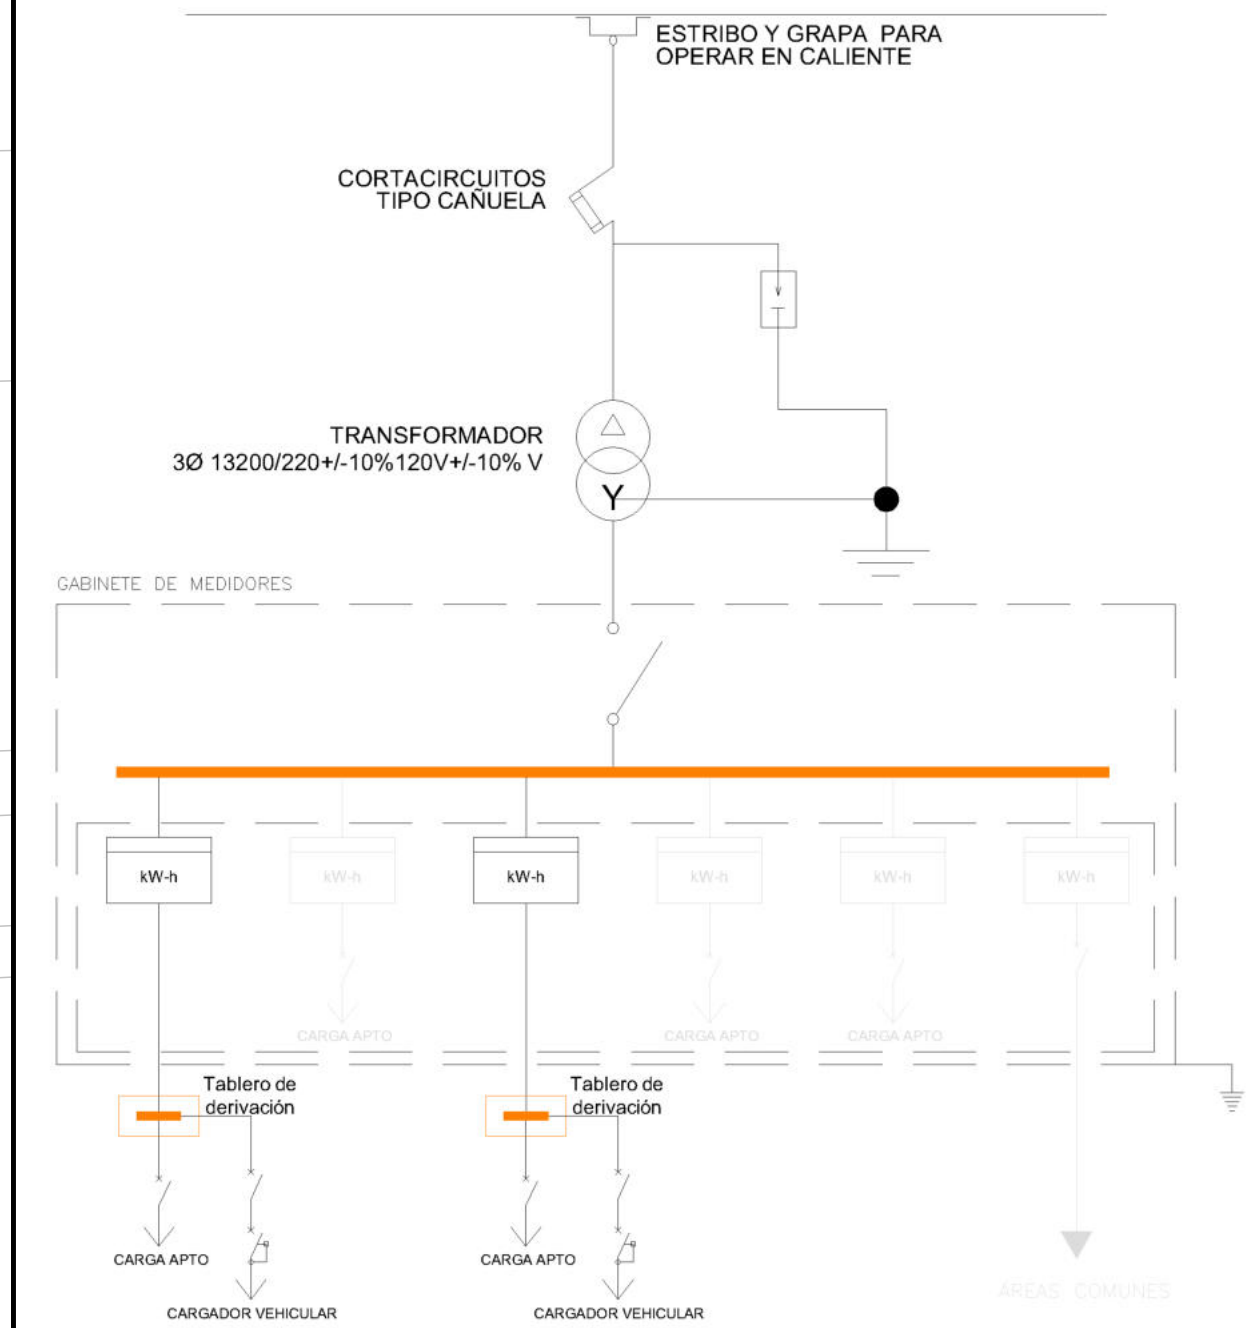 ESTRIBO Y GRAPA PARA
OPERAR EN CALIENTE
CORTACIRCUITOS
TIPO CAÑUELA
TRANSFORMADOR
3Ø 13200/220+/-10%120V+/-10% V
Y
GABINETE DE MEDIDORES
kW-h
kW-h
kW-h
kW-h
kW-h
kW-h
CARGA APTO
CARGA APTO
CARGA APTO
Tablero de
derivación
Tablero de
derivación
CARGA APTO
CARGA APTO
ÁREAS COMUNES
CARGADOR VEHICULAR
CARGADOR VEHICULAR